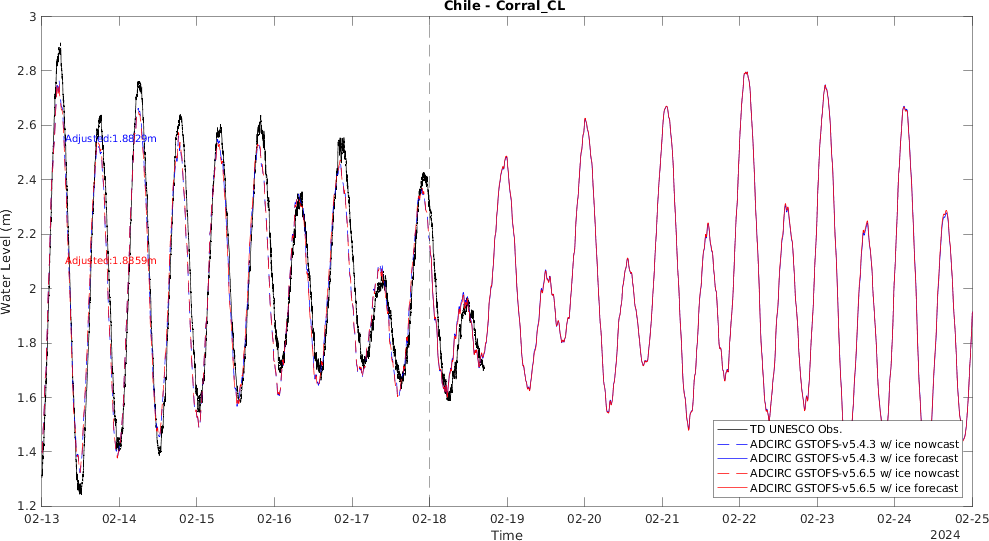 Chile - Corral_CL
Water Level (m)
3
2.8
2.6
2.4
2.2
2
1.8
1.6
1.4
1.2
Adjusted:1.8829m
Adjusted:1.8359m
TD UNESCO Obs.
ADCIRC GSTOFS-v5.4.3 w/ ice nowcast
ADCIRC GSTOFS-v5.4.3 w/ ice forecast
ADCIRC GSTOFS-v5.6.5 w/ ice nowcast
ADCIRC GSTOFS-v5.6.5 w/ ice forecast
02-13 02-14 02-15 02-16 02-17 02-18 02-19 02-20 02-21 02-22 02-23 02-24 02-25
Time
2024